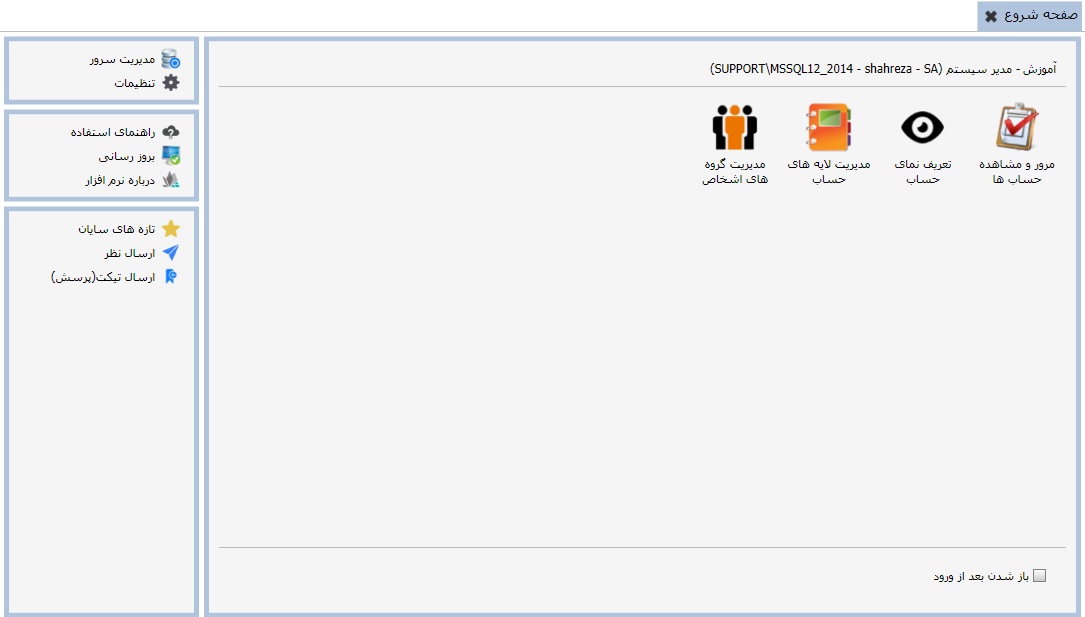 صفحه شروع
آموزش - مدیر سیستم (SUPPORT\MSSQL12_2014 - shahreza - SA)
مرور و مشاهده
حساب ها
تعریف نمای
حساب
مدیریت لایه های
حساب
مدیریت گروه
های اشخاص
باز شدن بعد از ورود
مدیریت سرور
تنظیمات
راهنمای استفاده
بروز رسانی
درباره نرم افزار
تازه های سایان
ارسال نظر
ارسال تیکت(پرسش)